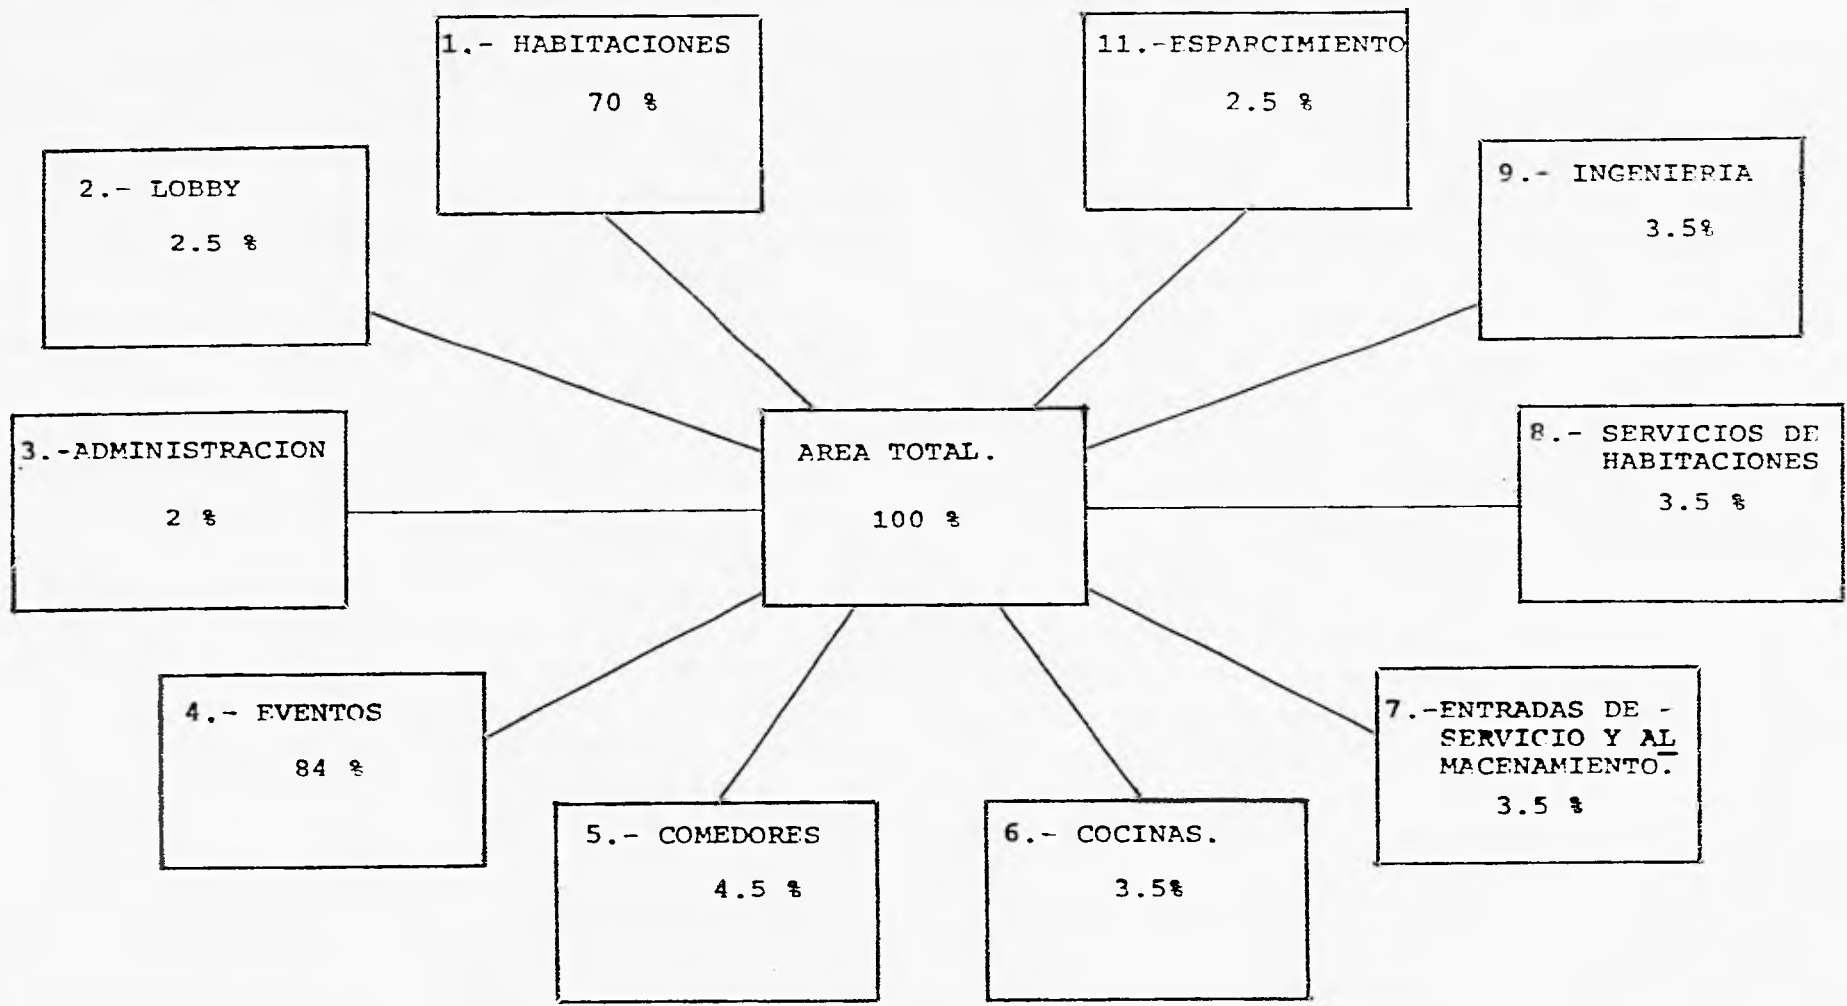 1.- HABITACIONES
70 %
11.-ESPARCIMIENTO
2.5 %
2.- LOBBY
2.5 %
9.- INGENIERIA
3.5%
3.-ADMINISTRACION
2 %
AREA TOTAL.
100 %
8.- SERVICIOS DE
HABITACIONES
3.5 %
4.- EVENTOS
84 %
7.-ENTRADAS DE -
SERVICIO Y AL
MACENAMIENTO.
3.5 %
5.- COMEDORES
4.5 %
6.- COCINAS.
3.5%